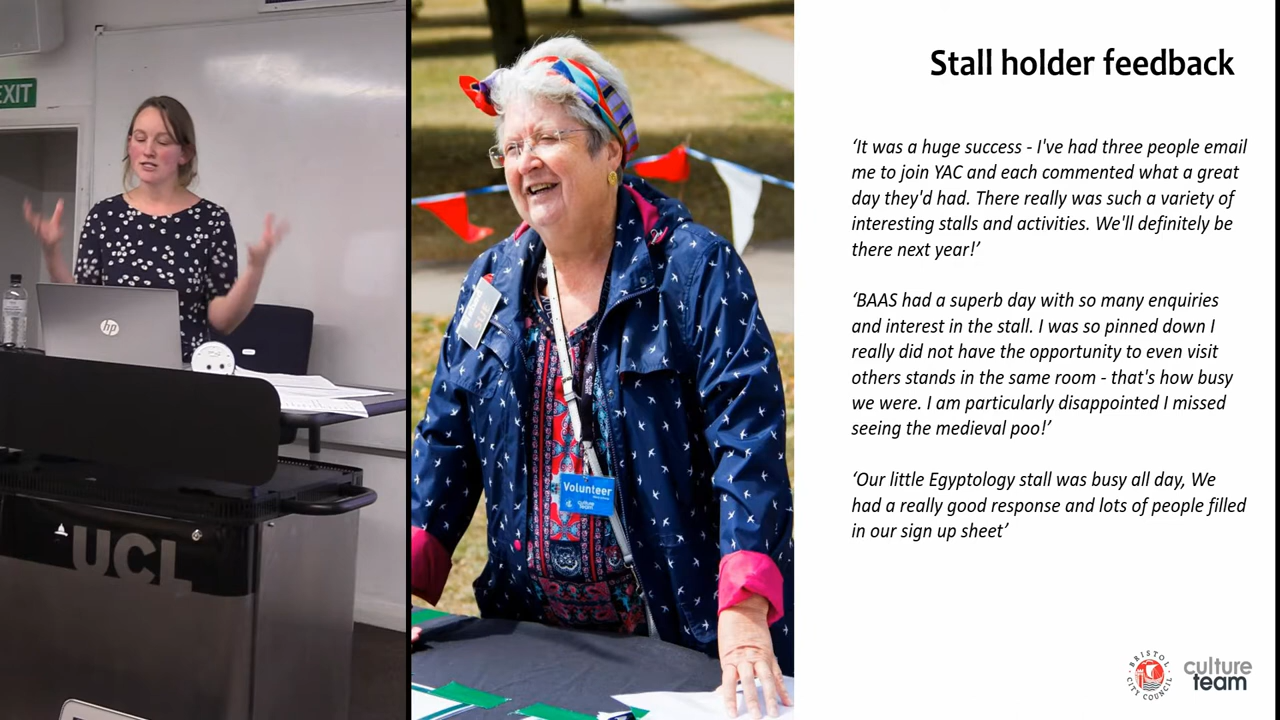 EXIT
hp
UCL
Volunteer
culture
team
Stall holder feedback
‘It was a huge success - I've had three people email
me to join YAC and each commented what a great
day they'd had. There really was such a variety of
interesting stalls and activities. We'll definitely be
there next year!’
‘BAAS had a superb day with so many enquiries
and interest in the stall. I was so pinned down I
really did not have the opportunity to even visit
others stands in the same room - that's how busy
we were. I am particularly disappointed I missed
seeing the medieval poo!’
‘Our little Egyptology stall was busy all day, We
had a really good response and lots of people filled
in our sign up sheet’
BRISTOL
CITY COUNCIL
culture
team